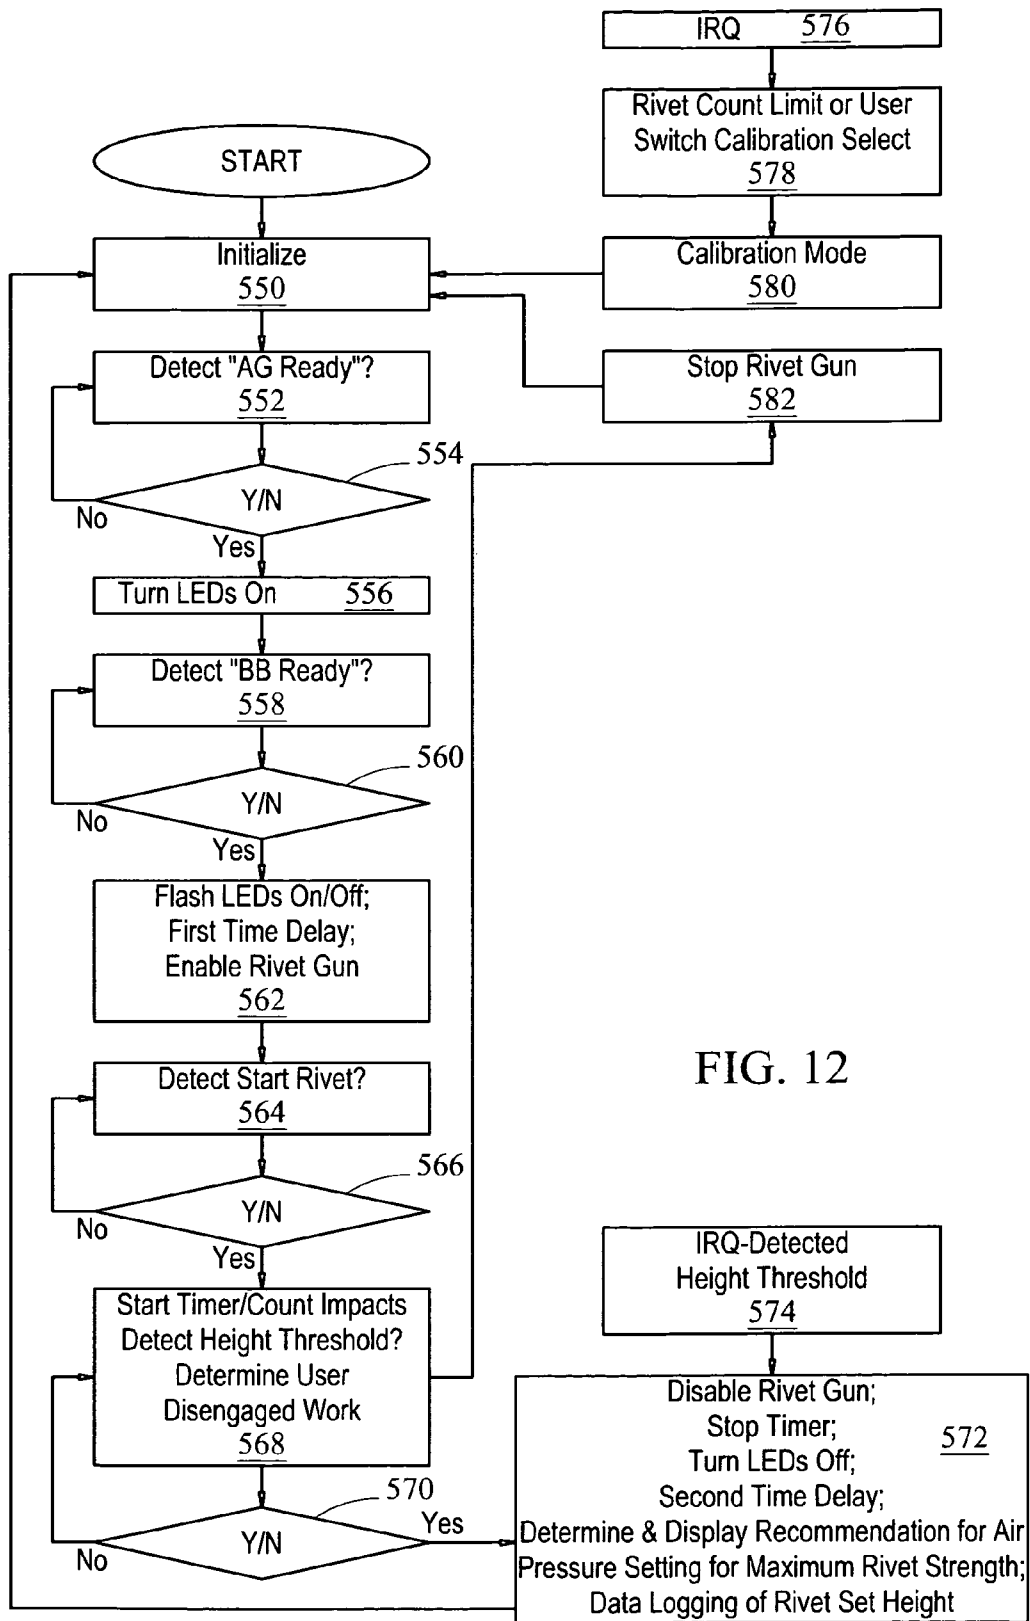 IRQ 576
Rivet Count Limit or User
Switch Calibration Select
578
START
Initialize
550
Calibration Mode
580
Detect "AG Ready"?
552
Stop Rivet Gun
582
554
Y/N
No
Yes
Turn LEDs On 556
Detect "BB Ready"?
558
560
Y/N
No
Yes
Flash LEDs On/Off;
First Time Delay;
Enable Rivet Gun
562
FIG. 12
Detect Start Rivet?
564
566
Y/N
No
Yes
IRQ-Detected
Height Threshold
574
Start Timer/Count Impacts
Detect Height Threshold?
Determine User
Disengaged Work
568
570
Y/N
No
Yes
Disable Rivet Gun;
Stop Timer;
572
Turn LEDs Off;
Second Time Delay;
Determine & Display Recommendation for Air
Pressure Setting for Maximum Rivet Strength;
Data Logging of Rivet Set Height